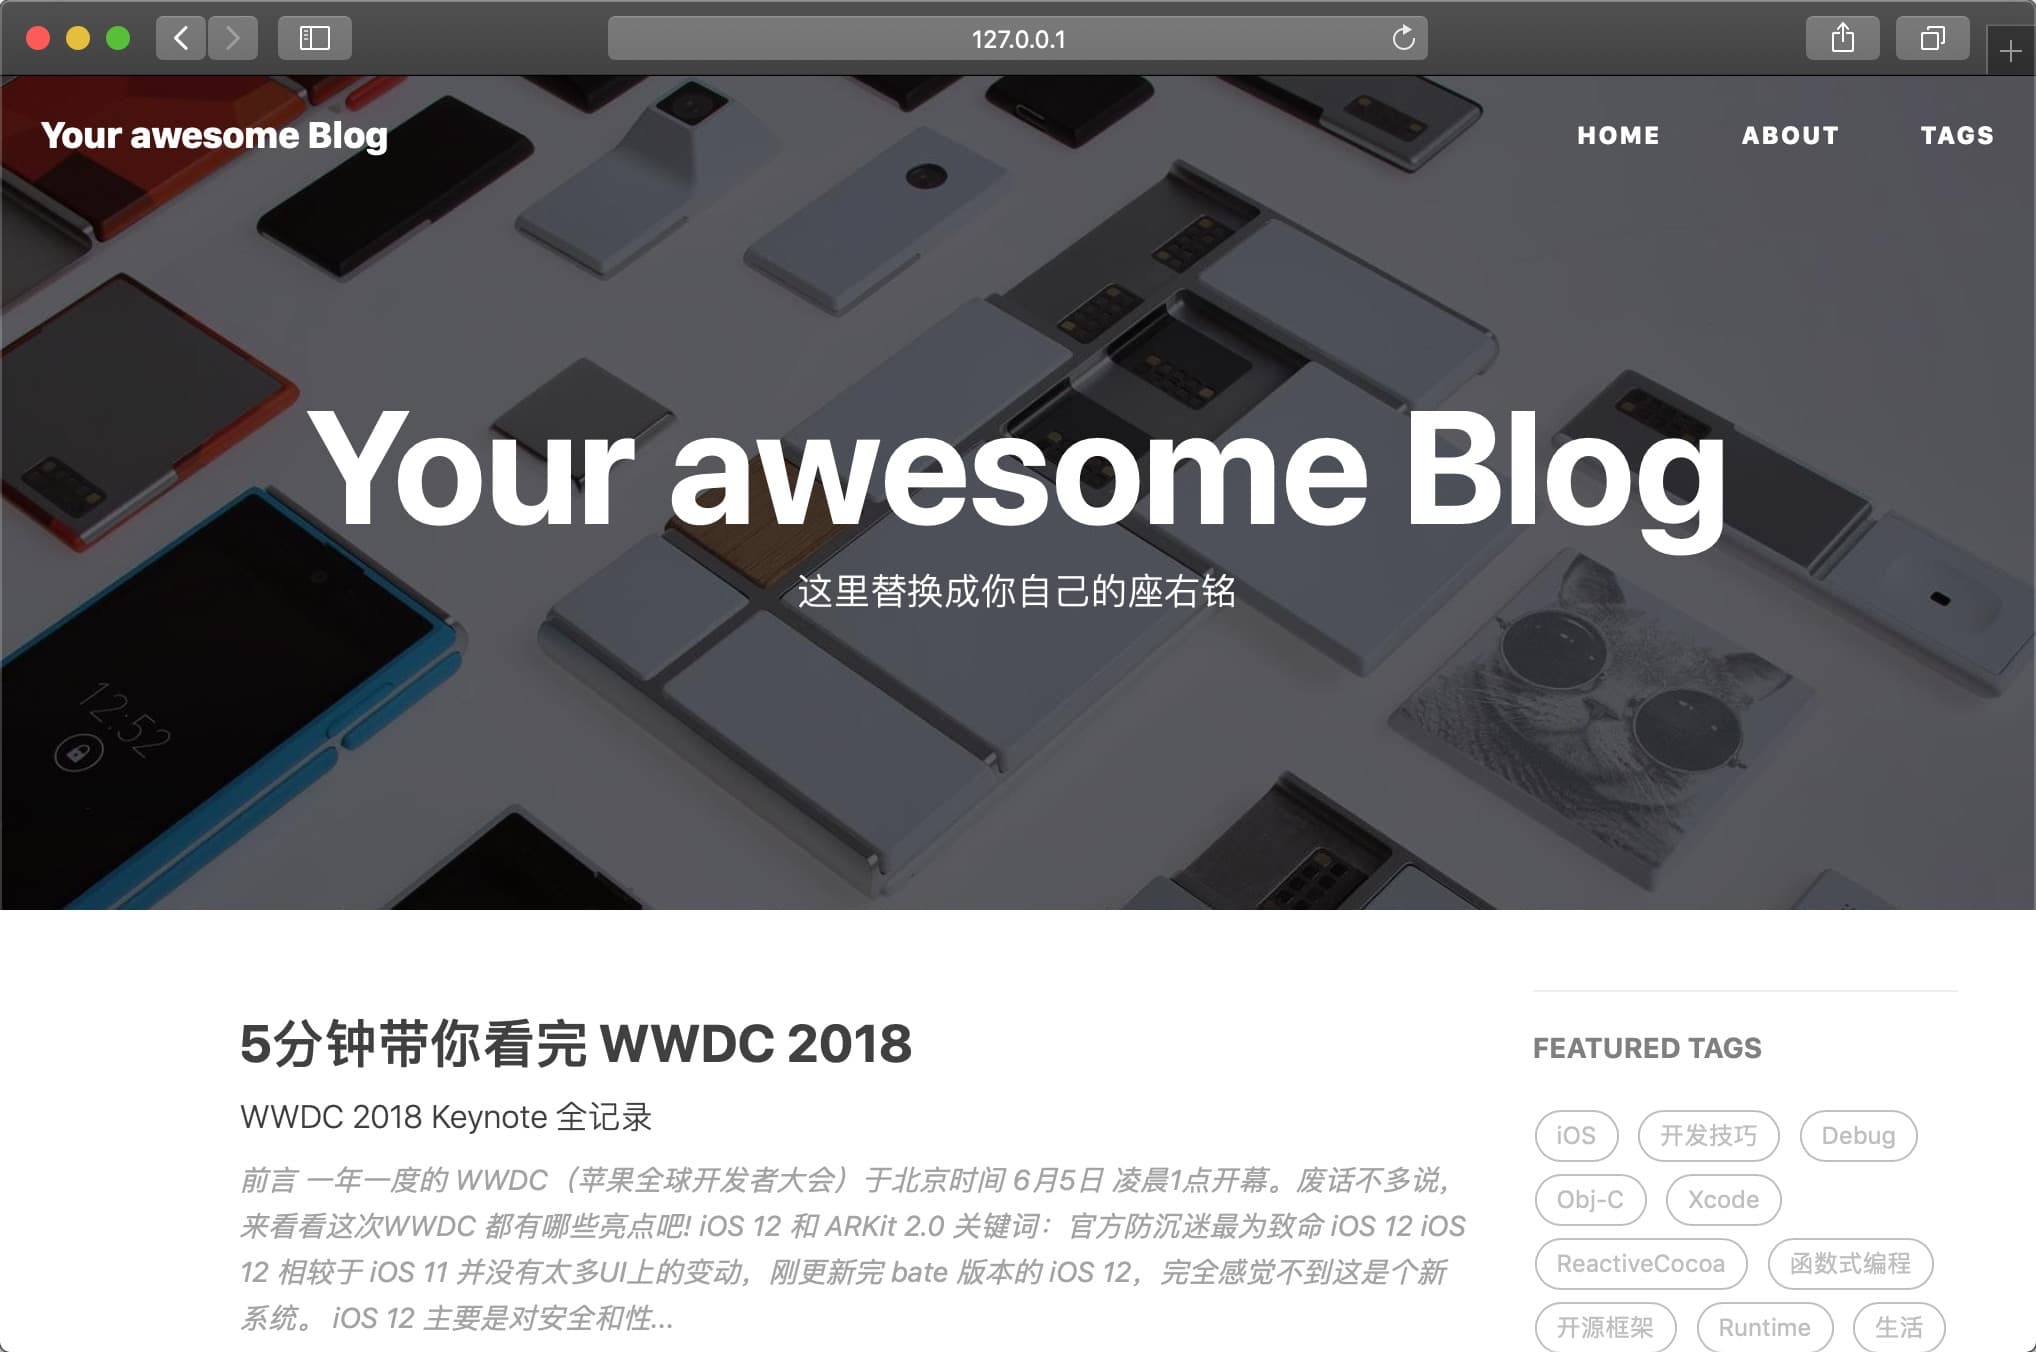 127.0.0.1
Your awesome Blog
HOME ABOUT TAGS
Your awesome Blog
这里替换成你自己的座右铭
12:52
5分钟带你看完 WWDC 2018
WWDC 2018 Keynote 全记录
前言 一年一度的 WWDC（苹果全球开发者大会）于北京时间 6月5日 凌晨1点开幕。废话不多说，
来看看这次WWDC 都有哪些亮点吧! iOS 12 和 ARKit 2.0 关键词：官方防沉迷最为致命 iOS 12 iOS
12 相较于 iOS 11 并没有太多UI上的变动，刚更新完 bate 版本的 iOS 12，完全感觉不到这是个新
系统。 iOS 12 主要是对安全和性...
FEATURED TAGS
iOS 开发技巧 Debug
Obj-C Xcode
ReactiveCocoa 函数式编程
开源框架 Runtime 生活